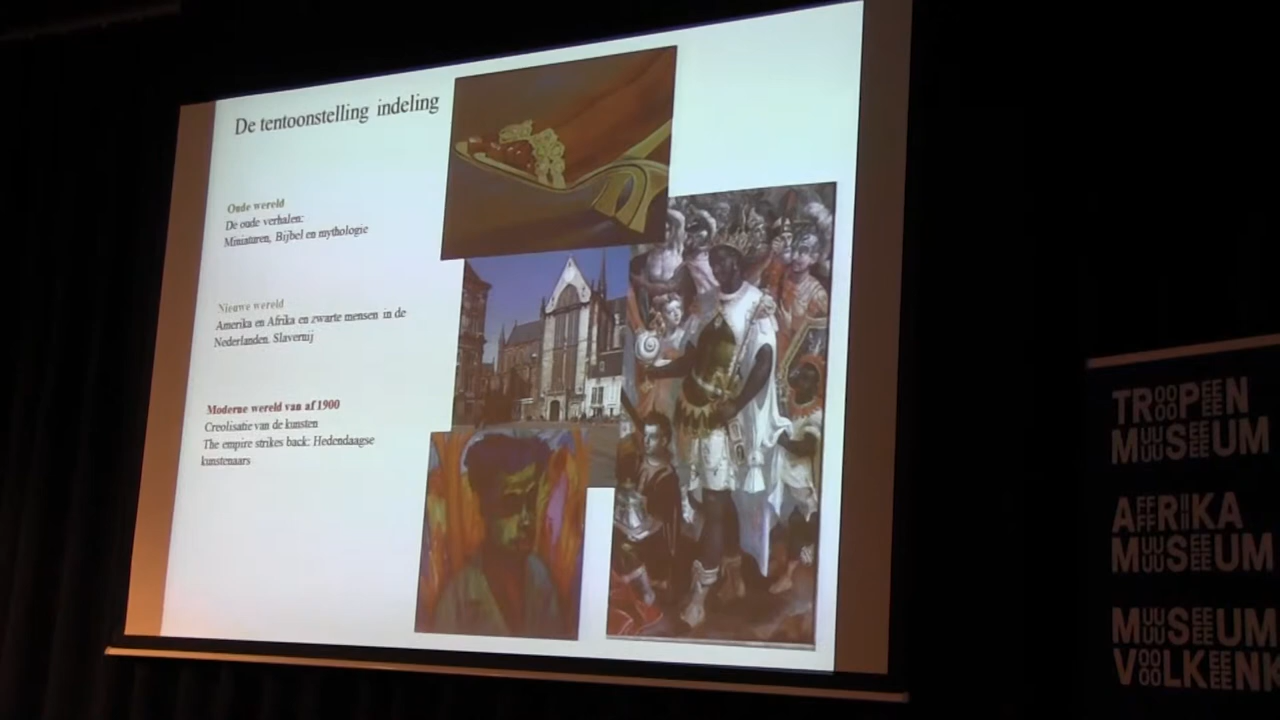 De tentoonstelling indeling
Oude wereld
De oude verhalen:
Miniaturen, Bijbel en mythologie
Nieuwe wereld
Amerika en Afrika en zwarte mensen in de
Nederlanden. Slavernij
Moderne wereld van af 1900
Creolisatie van de kunsten
The empire strikes back: Hedendaagse
kunstenaars
TROPEN
MUSEUM
AFRIKA
MUSEUM
MUSEUM
VOLKENK